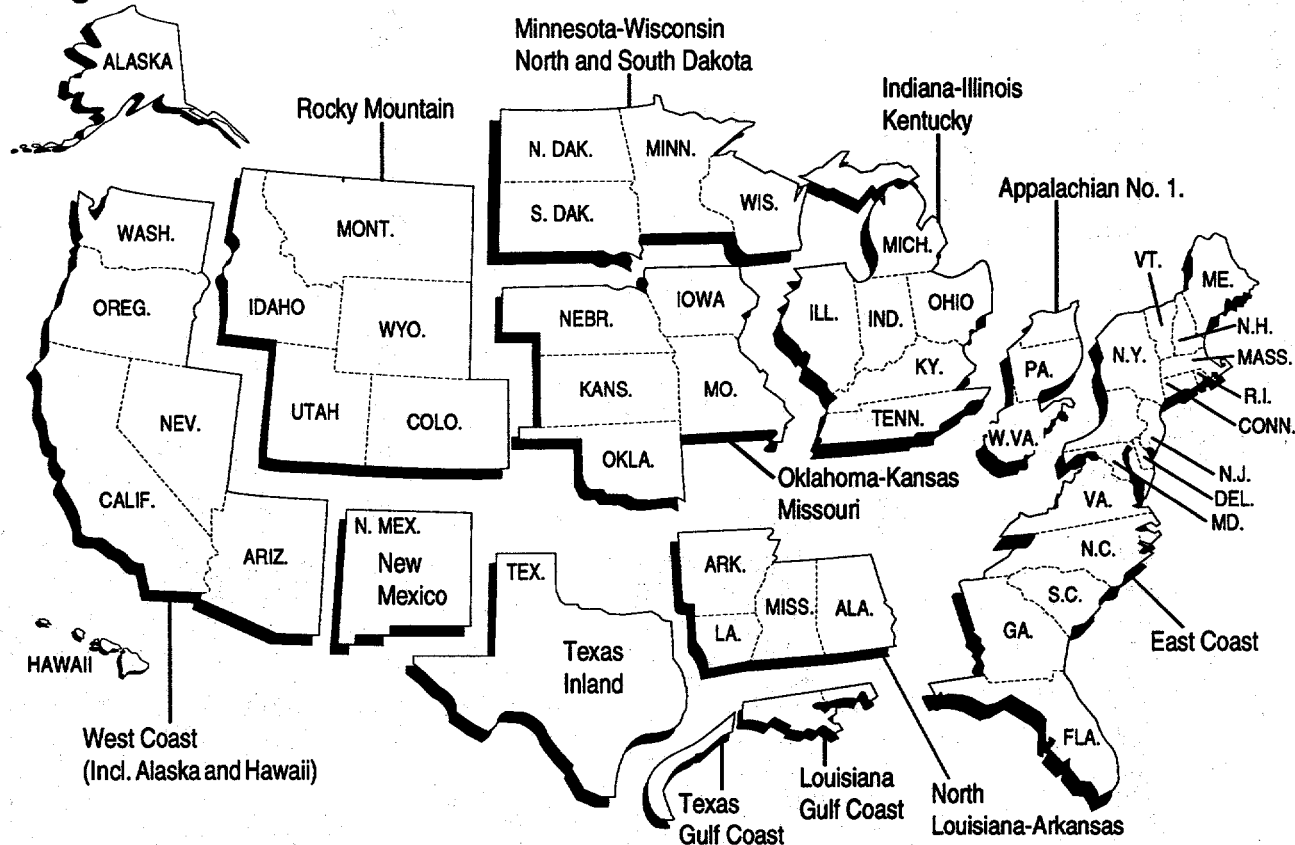 ALASKA
Minnesota-Wisconsin
North and South Dakota
Rocky Mountain
Indiana-Illinois
Kentucky
Appalachian No. 1.
N. DAK.
MINN.
S. DAK.
WIS.
WASH.
MONT.
MICH.
VT.
ME.
OREG.
IDAHO
WYO.
NEBR.
IOWA
ILL.
IND.
OHIO
N.Y.
N.H.
MASS.
KANS.
MO.
KY.
PA.
R.I.
CONN.
NEV.
UTAH
COLO.
TENN.
W.VA.
OKLA.
Oklahoma-Kansas
Missouri
N.J.
DEL.
MD.
CALIF.
VA.
ARIZ.
N. MEX.
New
Mexico
TEX.
ARK.
N.C.
MISS.
ALA.
S.C.
LA.
GA.
HAWAII
Texas
Inland
East Coast
FLA.
West Coast
(Incl. Alaska and Hawaii)
Texas
Gulf Coast
Louisiana
Gulf Coast
North
Louisiana-Arkansas